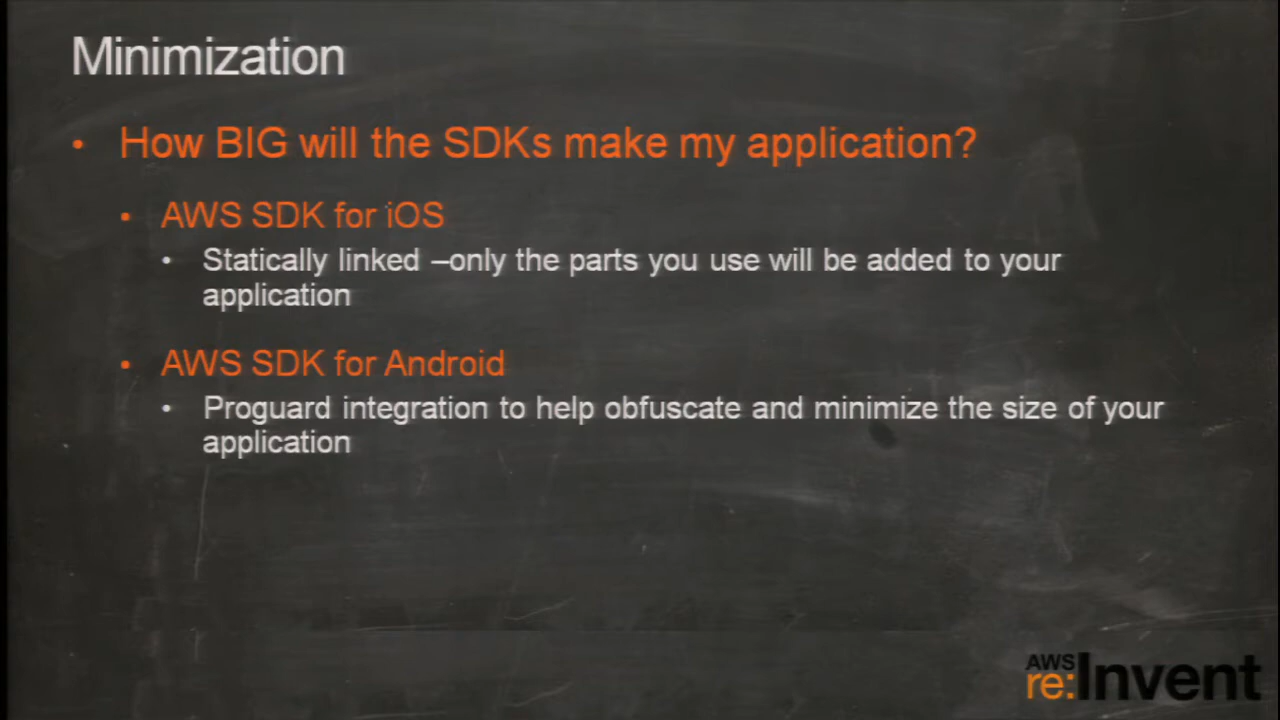 Minimization
• How BIG will the SDKs make my application?
• AWS SDK for iOS
• Statically linked –only the parts you use will be added to your
application
• AWS SDK for Android
• Proguard integration to help obfuscate and minimize the size of your
application
AWS
re:Invent